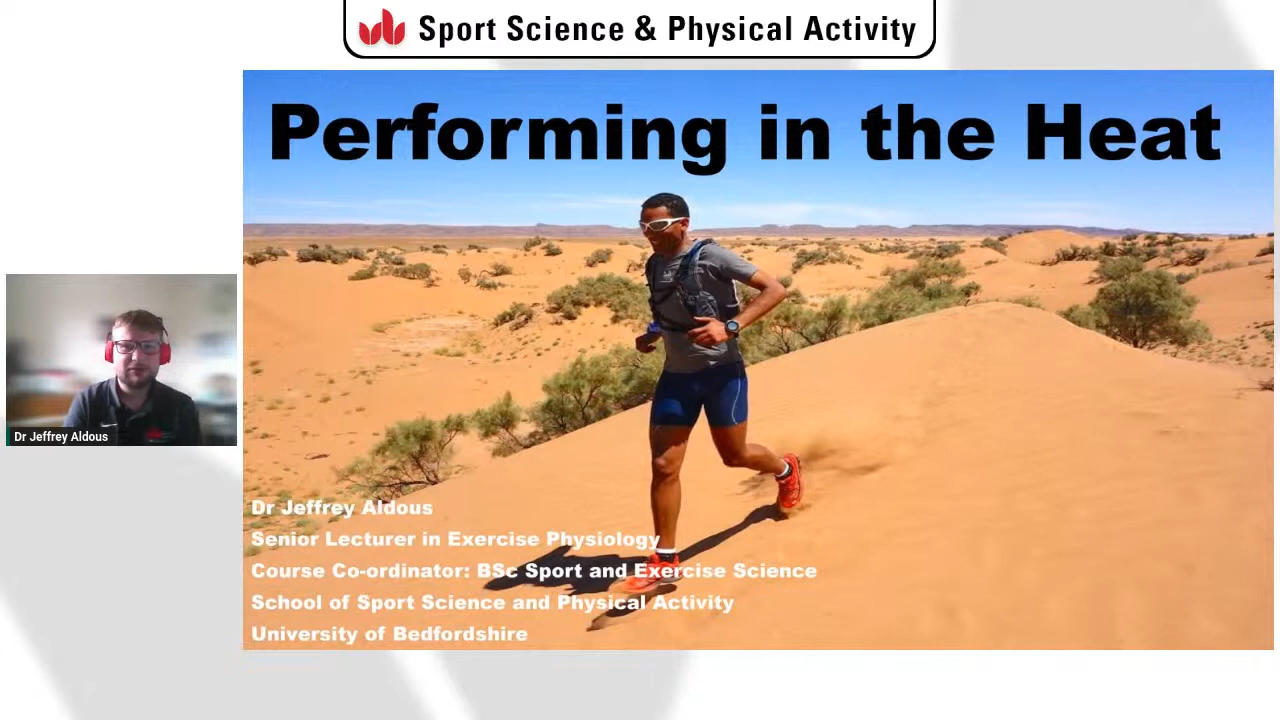 Sport Science & Physical Activity
Performing in the Heat
Dr Jeffrey Aldous
Dr Jeffrey Aldous
Senior Lecturer in Exercise Physiology
Course Co-ordinator: BSc Sport and Exercise Science
School of Sport Science and Physical Activity
University of Bedfordshire